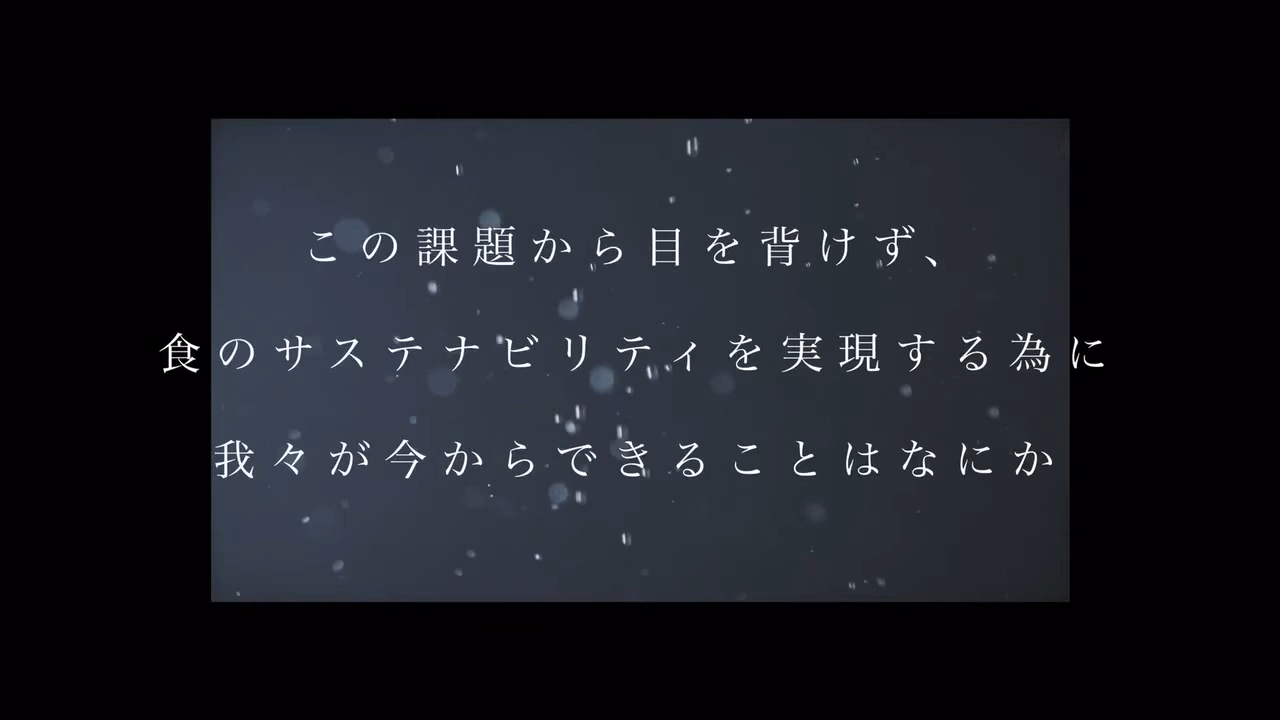 この課題から目を背けず、
食のサステナビリティを実現する為に
我々が今からできることはなにか